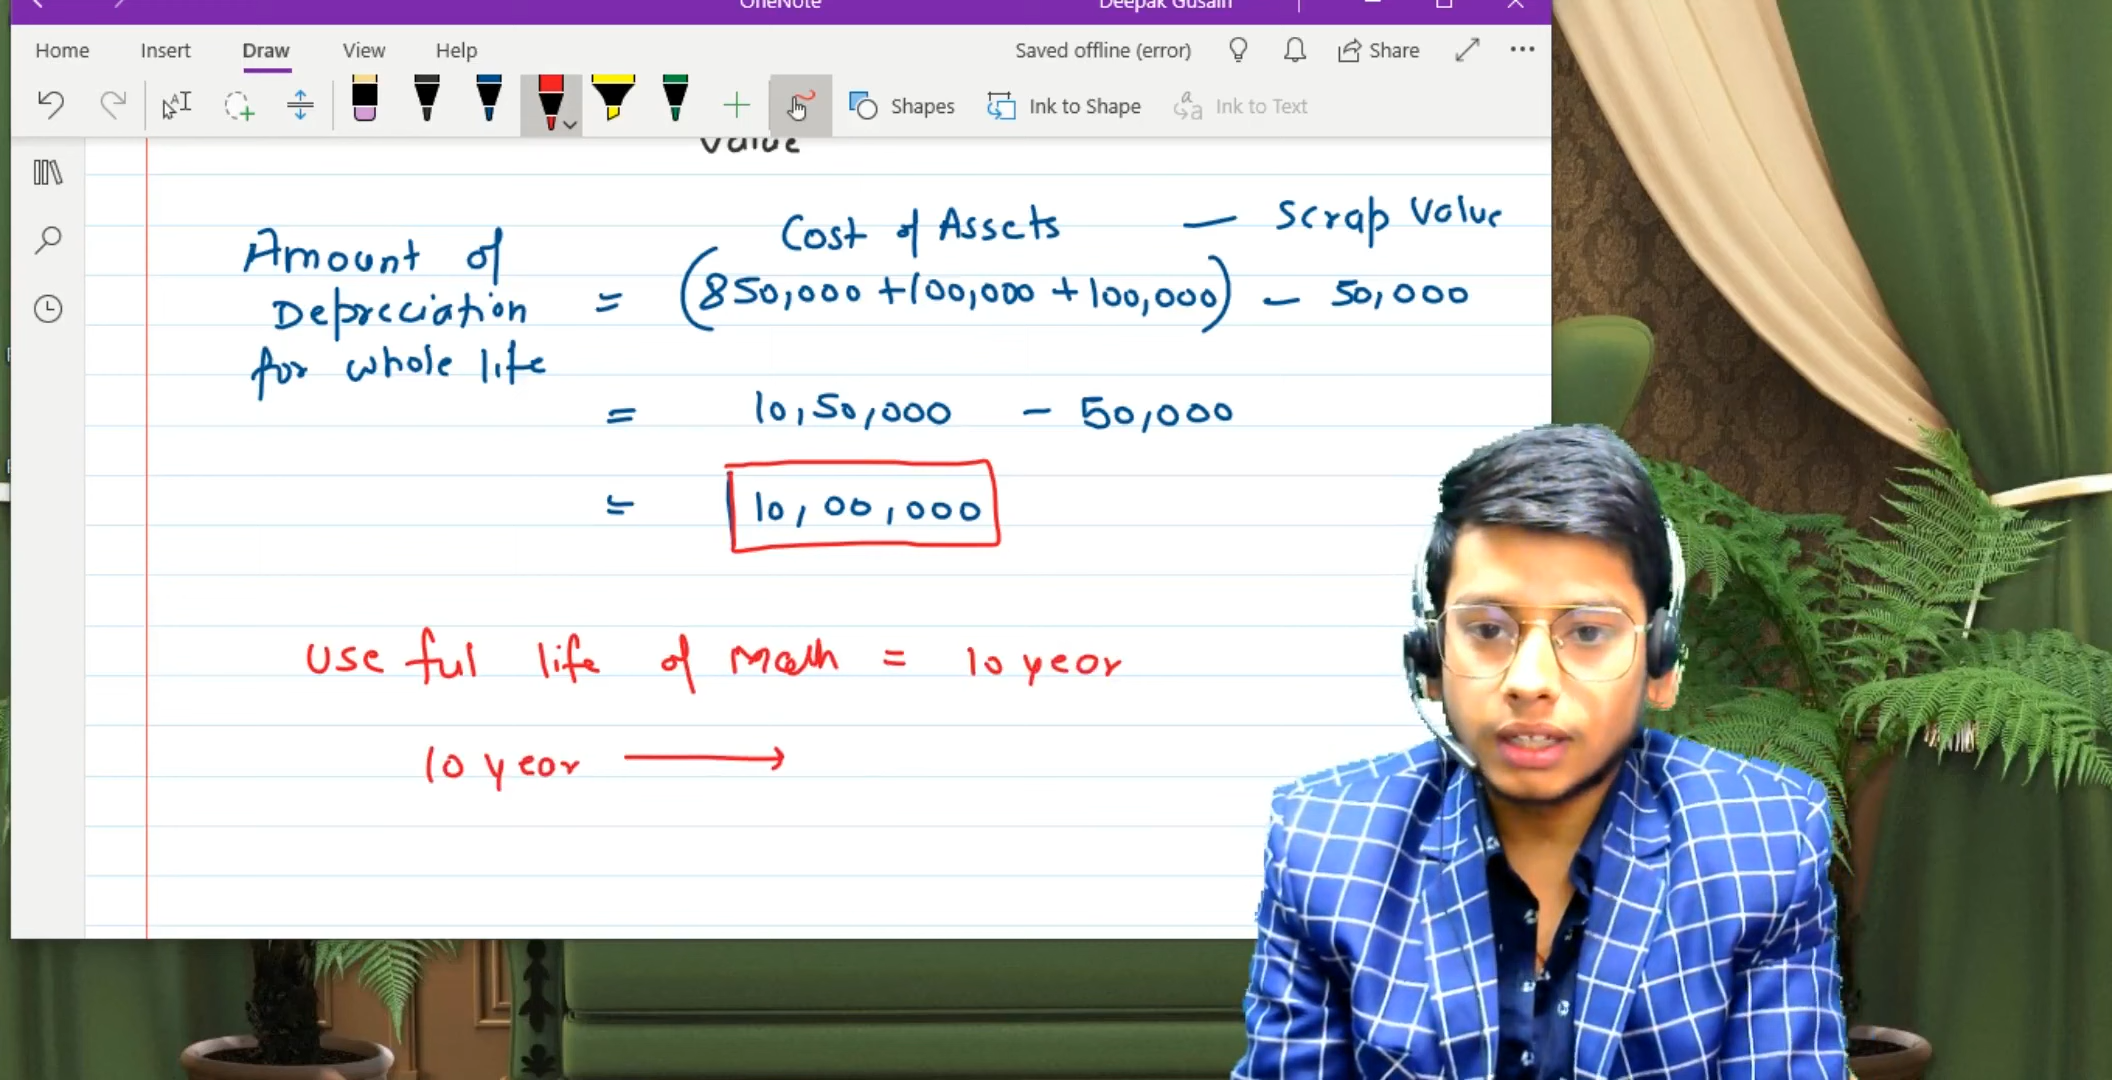 OneNote
Deepak Gusain
Home Insert Draw View Help
Saved offline (error) Share
Shapes Ink to Shape Ink to Text
Value
Cost of Assets — Scrap Value
Amount of
Depreciation = (850,000 + 100,000 + 100,000) — 50,000
for whole life
= 10,50,000 - 50,000
= 10,00,000
Useful life of = 10 year
10 year →